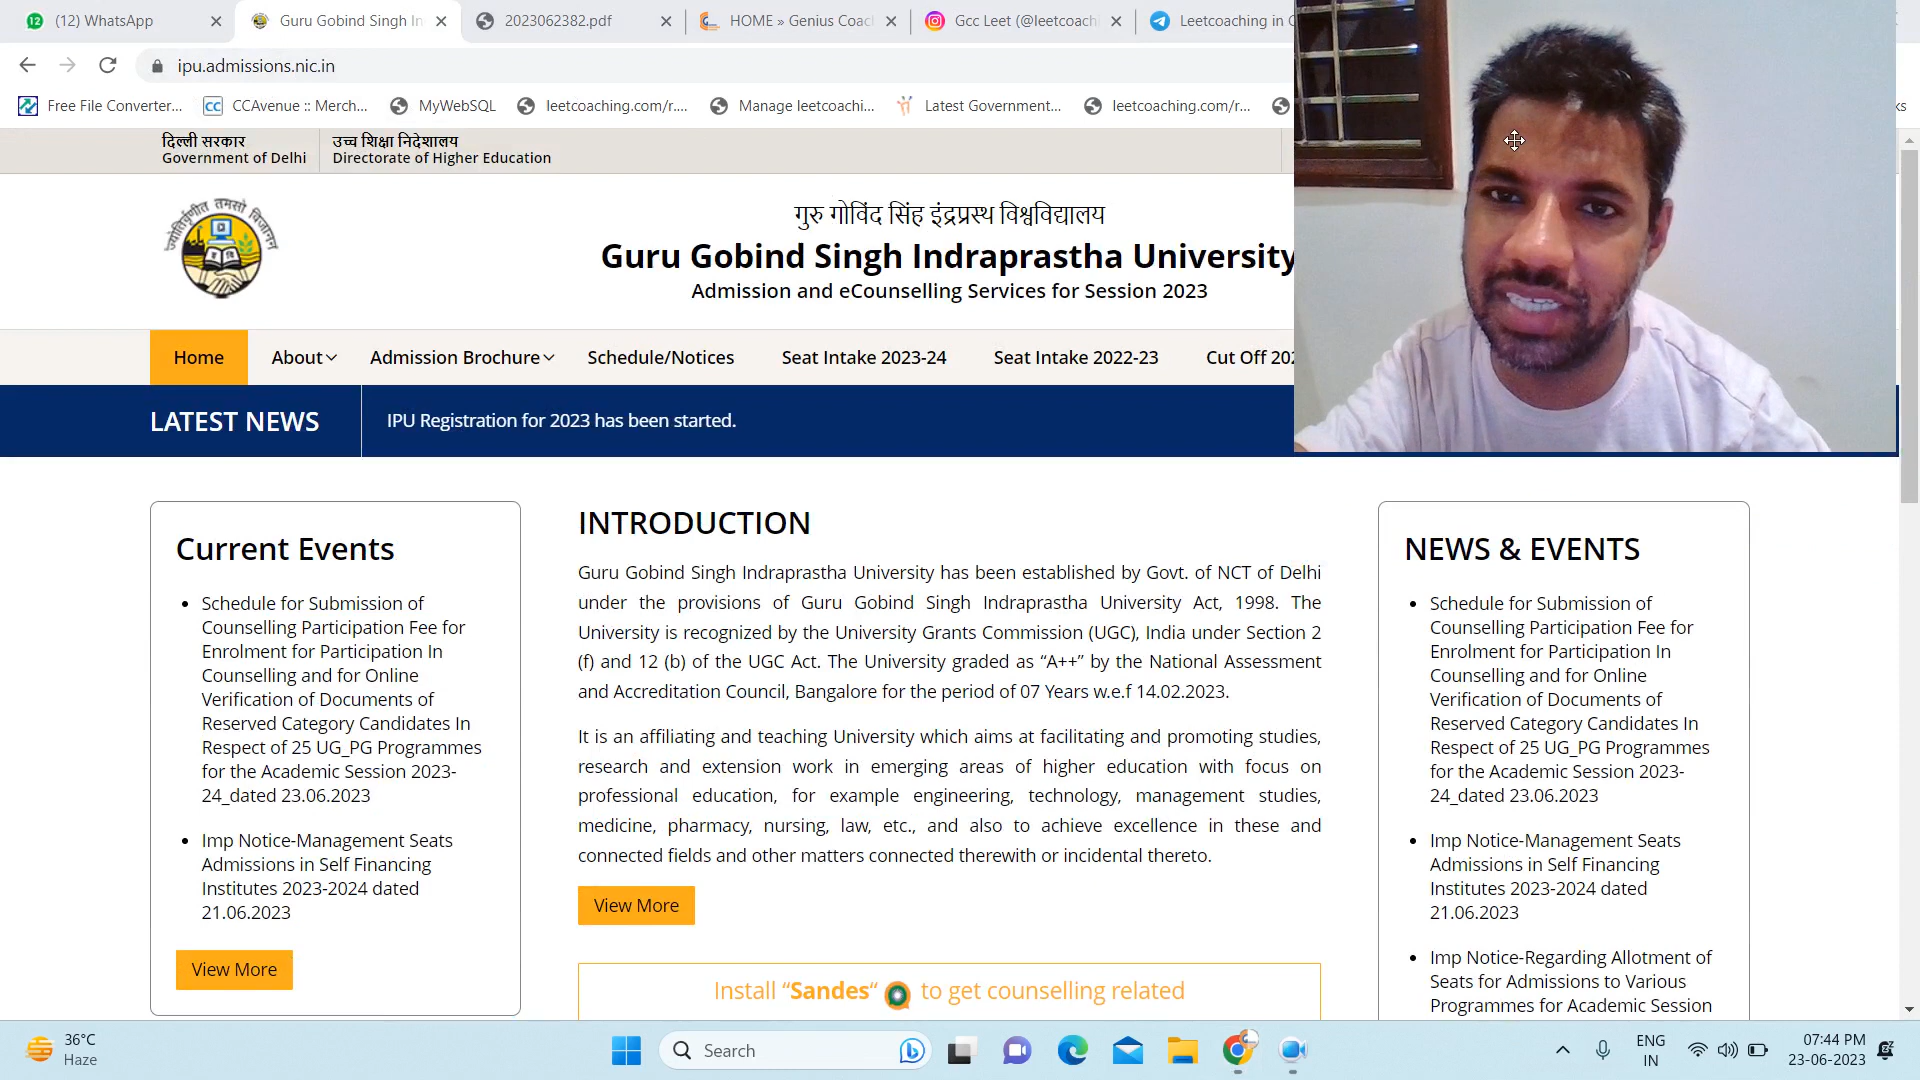 (12) WhatsApp
Guru Gobind Singh In
2023062382.pdf
HOME » Genius Coac
Gcc Leet (@leetcoachi
Leetcoaching in C
ipu.admissions.nic.in
Free File Converter...
CCAvenue :: Merch...
MyWebSQL
leetcoaching.com/r....
Manage leetcoachi...
Latest Government...
leetcoaching.com/r...
दिल्ली सरकार
Government of Delhi
उच्च शिक्षा निदेशालय
Directorate of Higher Education
गुरु गोविंद सिंह इंद्रप्रस्थ विश्वविद्यालय
Guru Gobind Singh Indraprastha University
Admission and eCounselling Services for Session 2023
Home
About
Admission Brochure
Schedule/Notices
Seat Intake 2023-24
Seat Intake 2022-23
Cut Off 202
LATEST NEWS
IPU Registration for 2023 has been started.
Current Events
Schedule for Submission of
Counselling Participation Fee for
Enrolment for Participation In
Counselling and for Online
Verification of Documents of
Reserved Category Candidates In
Respect of 25 UG_PG Programmes
for the Academic Session 2023-
24_dated 23.06.2023
Imp Notice-Management Seats
Admissions in Self Financing
Institutes 2023-2024 dated
21.06.2023
View More
INTRODUCTION
Guru Gobind Singh Indraprastha University has been established by Govt. of NCT of Delhi
under the provisions of Guru Gobind Singh Indraprastha University Act, 1998. The
University is recognized by the University Grants Commission (UGC), India under Section 2
(f) and 12 (b) of the UGC Act. The University graded as “A++” by the National Assessment
and Accreditation Council, Bangalore for the period of 07 Years w.e.f 14.02.2023.
It is an affiliating and teaching University which aims at facilitating and promoting studies,
research and extension work in emerging areas of higher education with focus on
professional education, for example engineering, technology, management studies,
medicine, pharmacy, nursing, law, etc., and also to achieve excellence in these and
connected fields and other matters connected therewith or incidental thereto.
View More
Install “Sandes“ to get counselling related
NEWS & EVENTS
Schedule for Submission of
Counselling Participation Fee for
Enrolment for Participation In
Counselling and for Online
Verification of Documents of
Reserved Category Candidates In
Respect of 25 UG_PG Programmes
for the Academic Session 2023-
24_dated 23.06.2023
Imp Notice-Management Seats
Admissions in Self Financing
Institutes 2023-2024 dated
21.06.2023
Imp Notice-Regarding Allotment of
Seats for Admissions to Various
Programmes for Academic Session
36°C
Haze
Search
ENG
IN
07:44 PM
23-06-2023